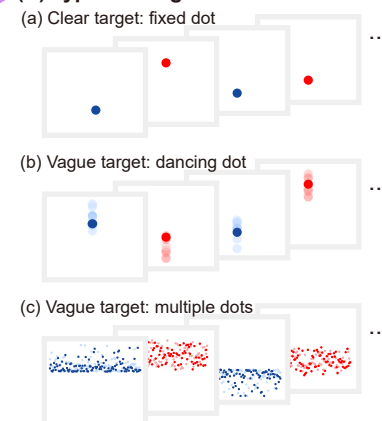 (a) Clear target: fixed dot
..
(b) Vague target: dancing dot
..
(c) Vague target: multiple dots
..